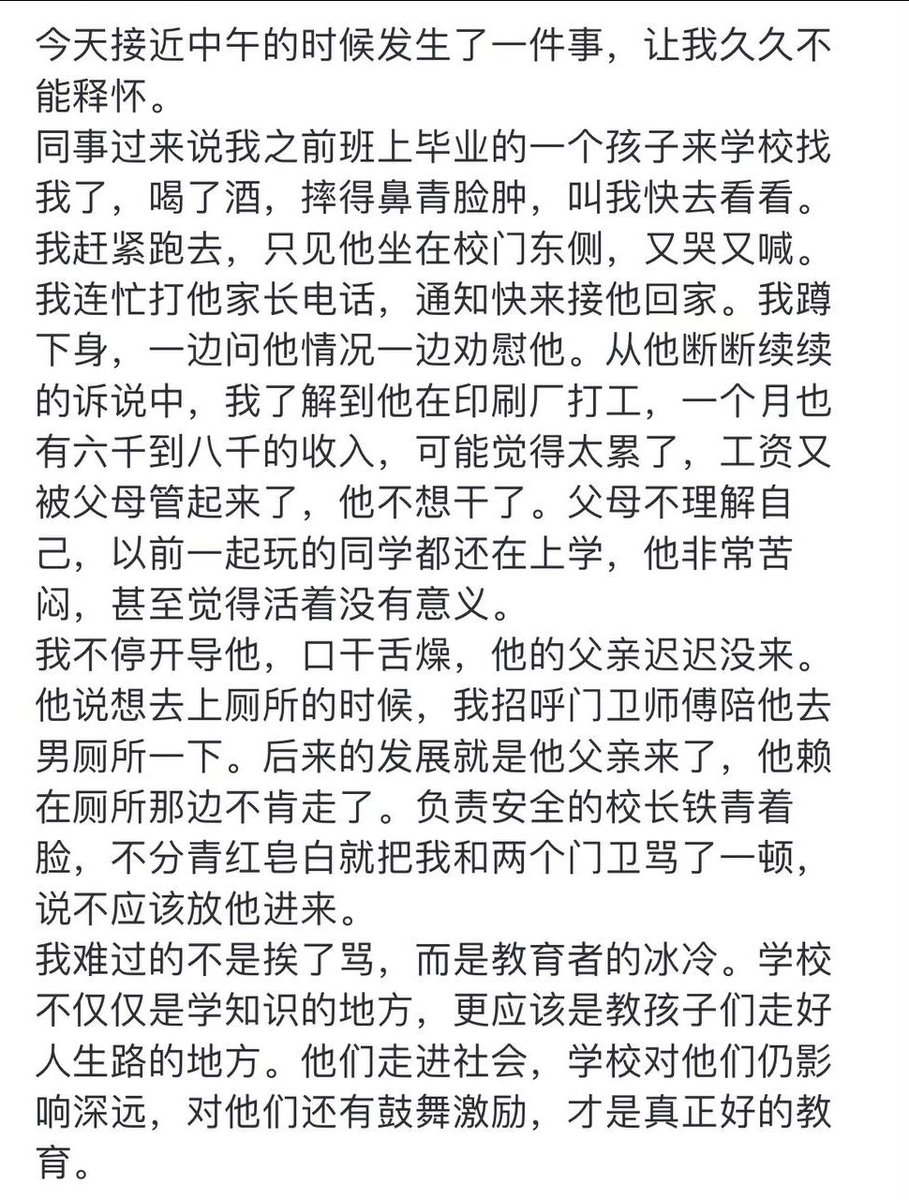 今天接近中午的时候发生了一件事，让我久久不
能释怀。
同事过来说我之前班上毕业的一个孩子来学校找
我了，喝了酒，摔得鼻青脸肿，叫我快去看看。
我赶紧跑去，只见他坐在校门东侧，又哭又喊。
我连忙打他家长电话，通知快来接他回家。我蹲
下身，一边问他情况一边劝慰他。从他断断续续
的诉说中，我了解到他在印刷厂打工，一个月也
有六千到八千的收入，可能觉得太累了，工资又
被父母管起来了，他不想干了。父母不理解自
己，以前一起玩的同学都还在上学，他非常苦
闷，甚至觉得活着没有意义。
我不停开导他，口干舌燥，他的父亲迟迟没来。
他说想去上厕所的时候，我招呼门卫师傅陪他去
男厕所一下。后来的发展就是他父亲来了，他赖
在厕所那边不肯走了。负责安全的校长铁青着
脸，不分青红皂白就把我和两个门卫骂了一顿，
说不应该放他进来。
我难过的不是挨了骂，而是教育者的冰冷。学校
不仅仅是学知识的地方，更应该是教孩子们走好
人生路的地方。他们走进社会，学校对他们仍影
响深远，对他们还有鼓舞激励，才是真正好的教
育。